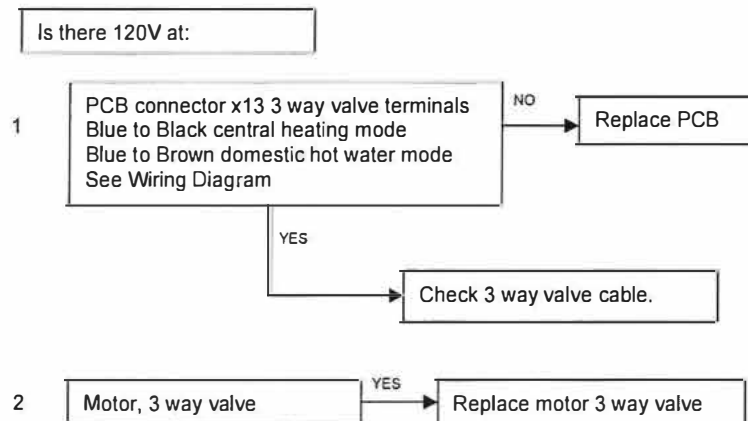 Is there 120V at:
1
PCB connector x13 3 way valve terminals
Blue to Black central heating mode
Blue to Brown domestic hot water mode
See Wiring Diagram
NO
Replace PCB
YES
Check 3 way valve cable.
2
Motor, 3 way valve
YES
Replace motor 3 way valve